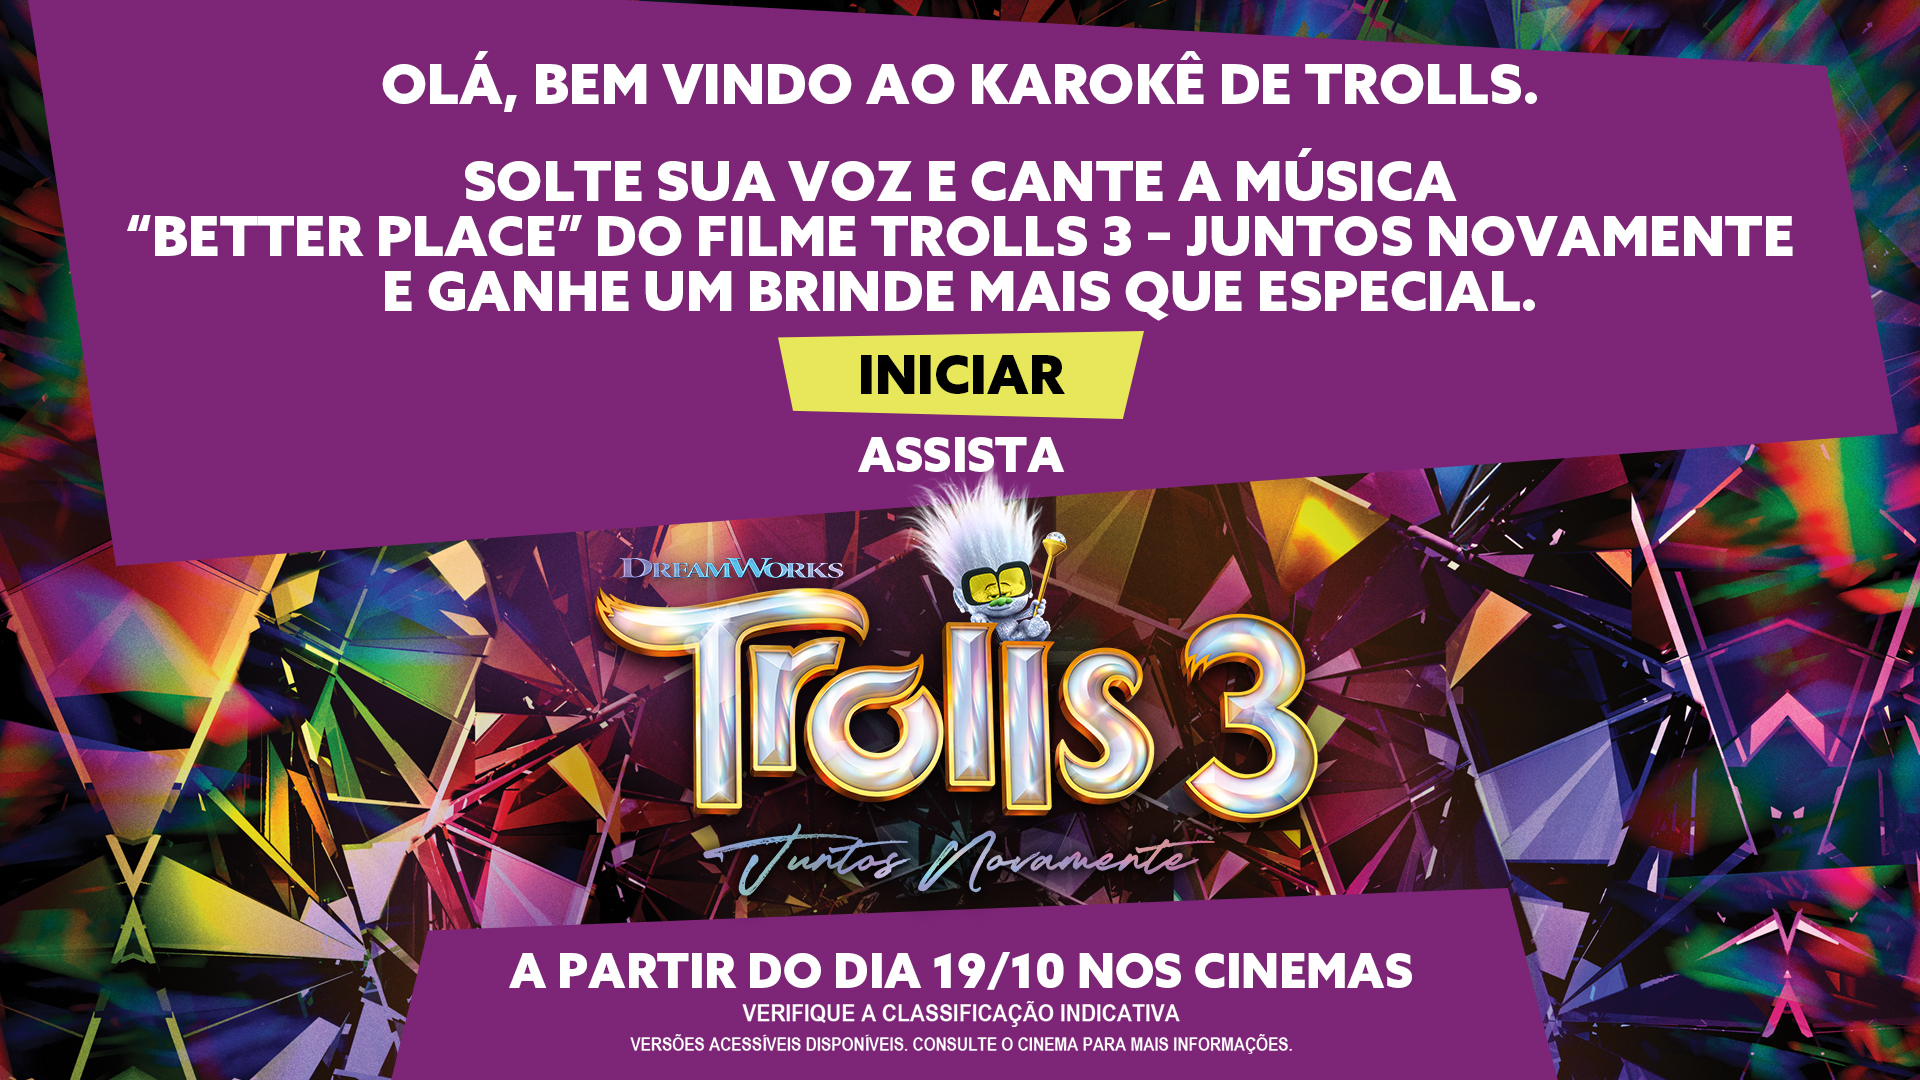 OLÁ, BEM VINDO AO KAROKÊ DE TROLLS.
SOLTE SUA VOZ E CANTE A MÚSICA
“BETTER PLACE” DO FILME TROLLS 3 – JUNTOS NOVAMENTE
E GANHE UM BRINDE MAIS QUE ESPECIAL.
INICIAR
ASSISTA
DREAMWORKS
Trolls 3
Juntos Novamente
A PARTIR DO DIA 19/10 NOS CINEMAS
VERIFIQUE A CLASSIFICAÇÃO INDICATIVA
VERSÕES ACESSÍVEIS DISPONÍVEIS. CONSULTE O CINEMA PARA MAIS INFORMAÇÕES.